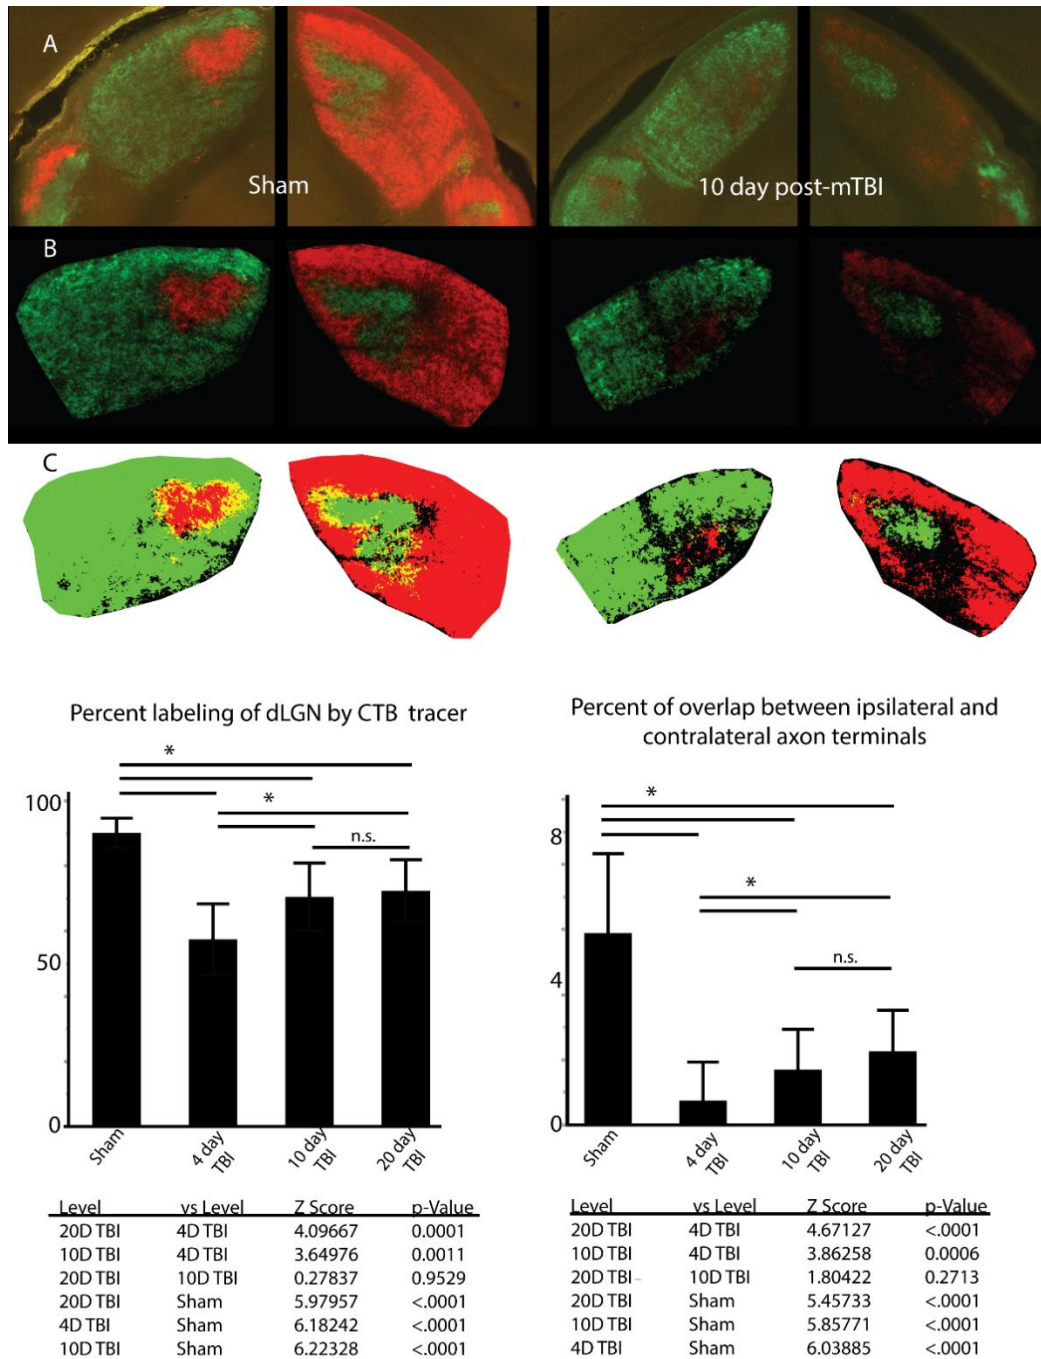 A
Sham
10 day post-mTBI
B
C
Percent labeling of dLGN by CTB tracer
*
*
n.s.
100
50
0
Sham
4 day
TBI
10 day
TBI
20 day
TBI
Percent of overlap between ipsilateral and
contralateral axon terminals
*
*
n.s.
8
4
0
Sham
4 day
TBI
10 day
TBI
20 day
TBI
Level vs Level Z Score p-Value
20D TBI 4D TBI 4.09667 0.0001
10D TBI 4D TBI 3.64976 0.0011
20D TBI 10D TBI 0.27837 0.9529
20D TBI Sham 5.97957 <.0001
4D TBI Sham 6.18242 <.0001
10D TBI Sham 6.22328 <.0001
Level vs Level Z Score p-Value
20D TBI 4D TBI 4.67127 <.0001
10D TBI 4D TBI 3.86258 0.0006
20D TBI 10D TBI 1.80422 0.2713
20D TBI Sham 5.45733 <.0001
10D TBI Sham 5.85771 <.0001
4D TBI Sham 6.03885 <.0001